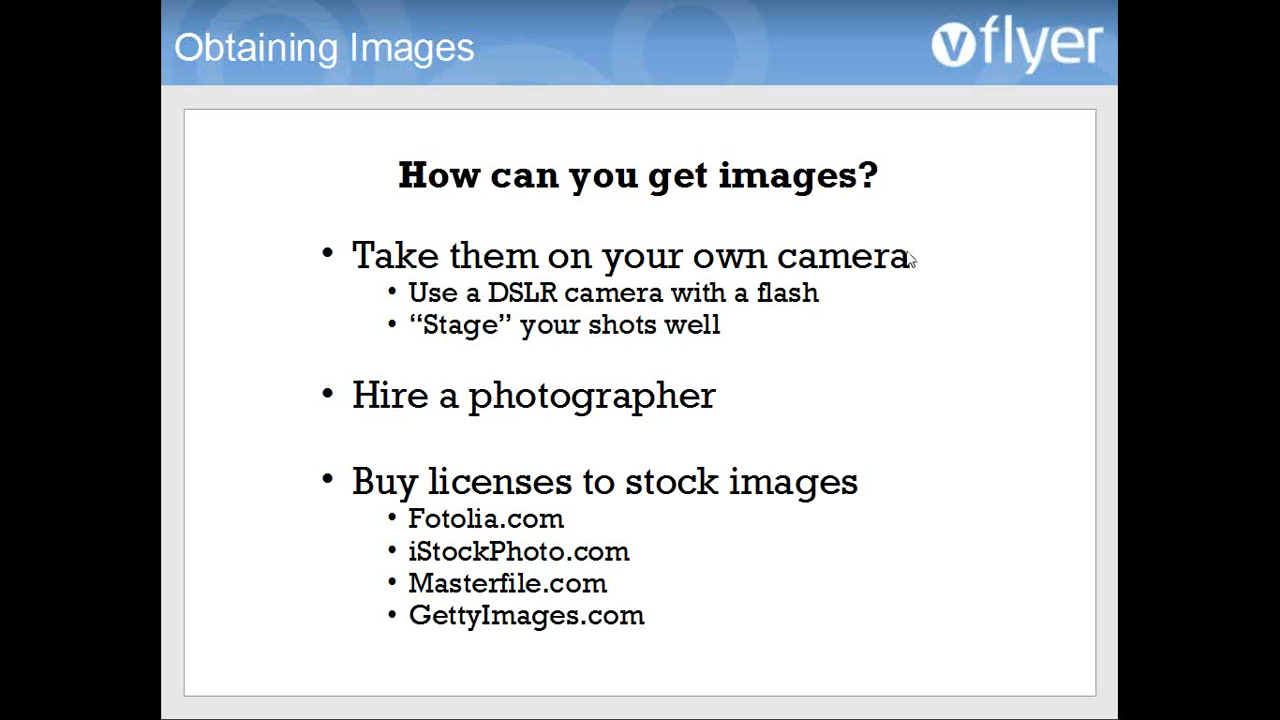 Obtaining Images
vflyer
How can you get images?
• Take them on your own camera
• Use a DSLR camera with a flash
• “Stage” your shots well
• Hire a photographer
• Buy licenses to stock images
• Fotolia.com
• iStockPhoto.com
• Masterfile.com
• GettyImages.com